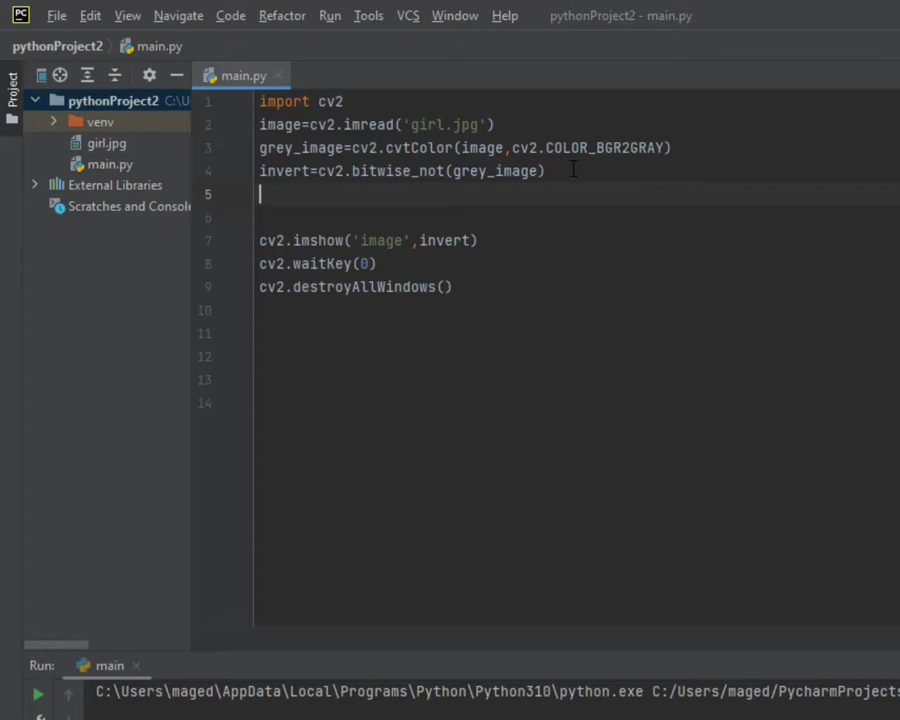 PC File Edit View Navigate Code Refactor Run Tools VCS Window Help pythonProject2 - main.py
pythonProject2 main.py
Project
main.py
pythonProject2 C:\U
venv
girl.jpg
main.py
External Libraries
Scratches and Consol
1 import cv2
2 image=cv2.imread('girl.jpg')
3 grey_image=cv2.cvtColor(image,cv2.COLOR_BGR2GRAY)
4 invert=cv2.bitwise_not(grey_image)
5
6
7 cv2.imshow('image',invert)
8 cv2.waitKey(0)
9 cv2.destroyAllWindows()
10
11
12
13
14
Run: main
C:\Users\maged\AppData\Local\Programs\Python\Python310\python.exe C:/Users/maged/PycharmProjects